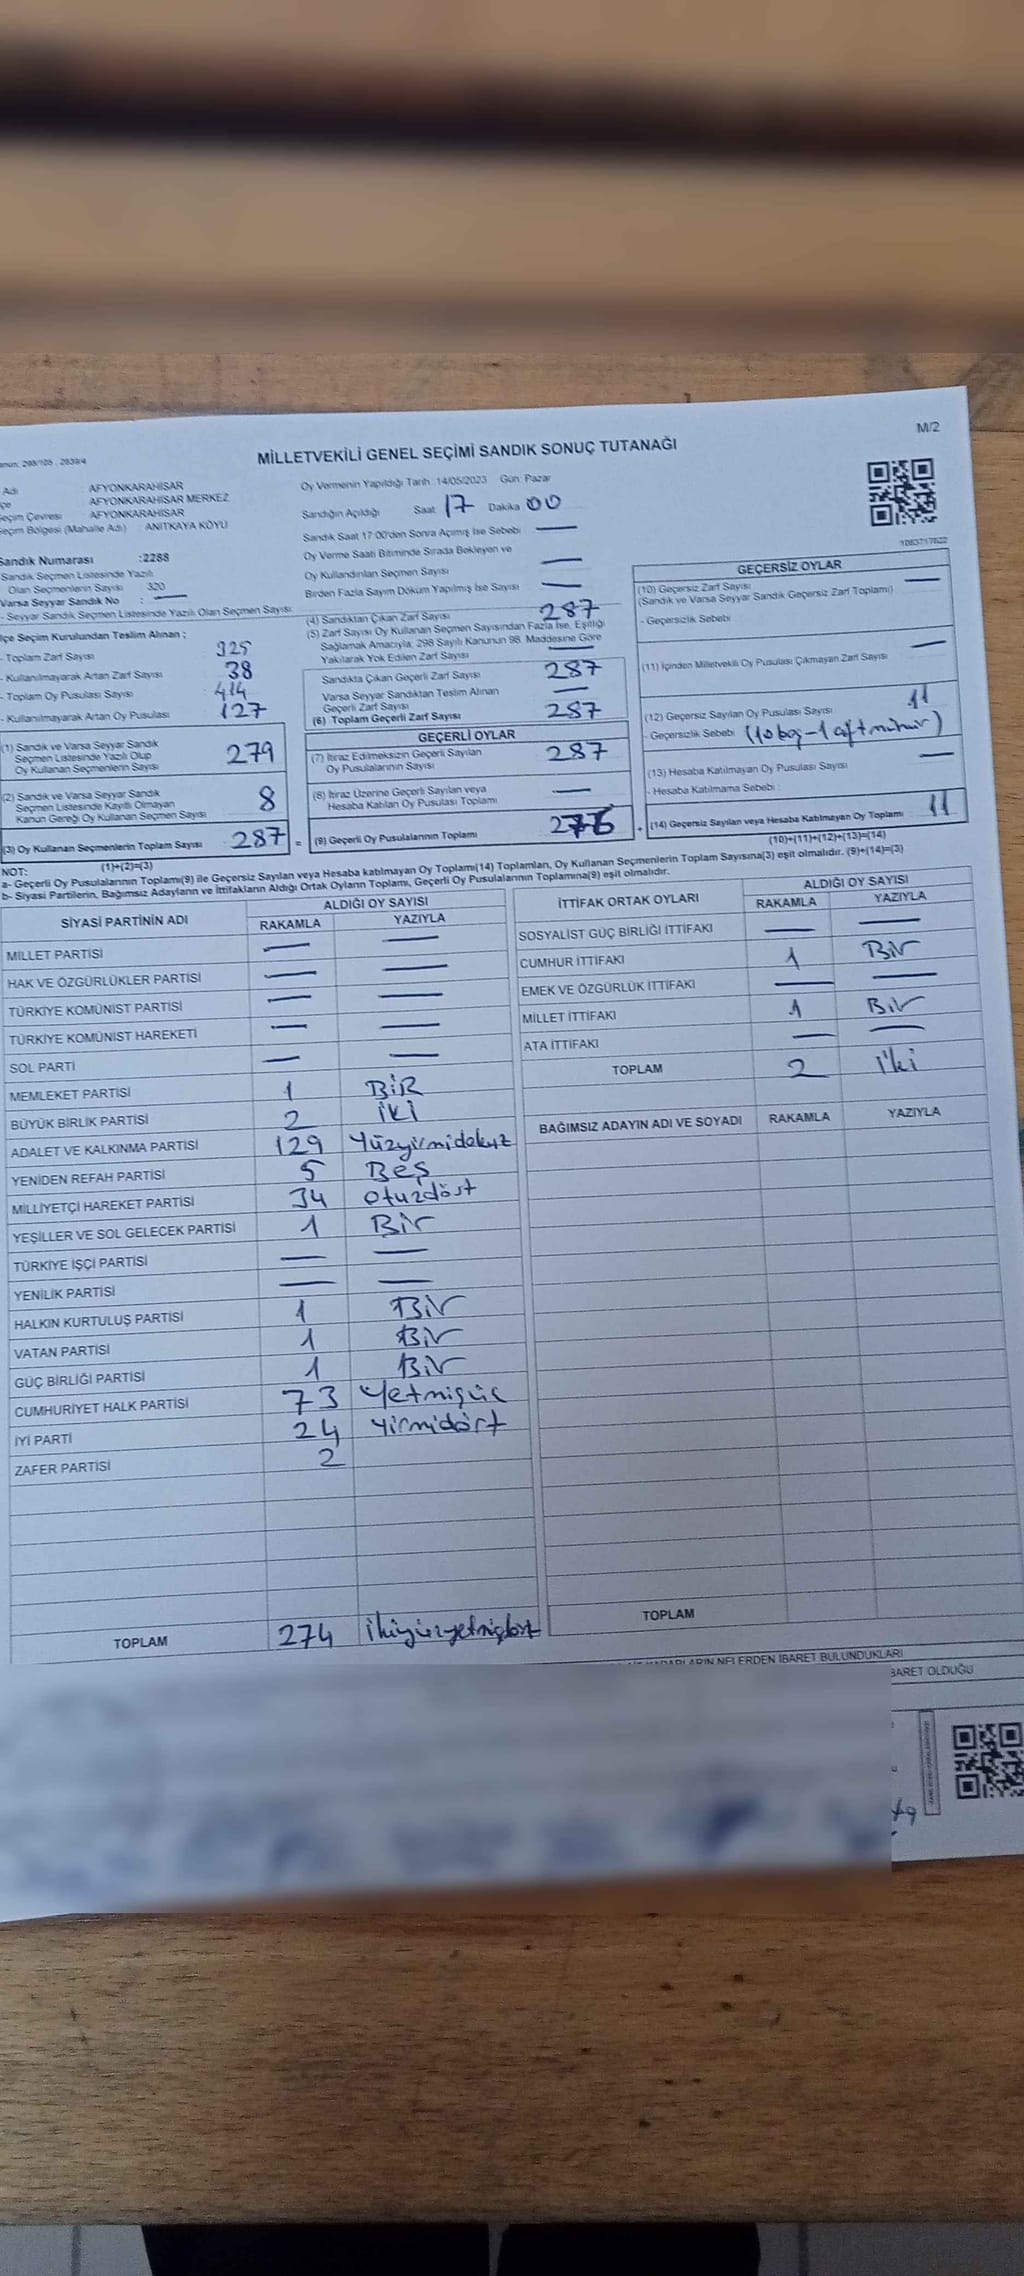 M/2
MİLLETVEKİLİ GENEL SEÇİMİ SANDIK SONUÇ TUTANAĞI
Adı AFYONKARAHİSAR
AFYONKARAHİSAR MERKEZ
Seçim Çevresi AFYONKARAHİSAR
Seçim Bölgesi (Mahalle Adı) ANITKAYA KÖYÜ
Oy Vermenin Yapıldığı Tarih :14/05/2023 Gün: Pazar
Sandığın Açıldığı Saat 17 Dakika 00
Sandık Saat 17:00'den Sonra Açımış İse Sebebi —
Oy Verme Saati Bitiminde Sırada Bekleyen ve
Oy Kullandırılan Seçmen Sayısı —
Birden Fazla Sayım Döküm Yapılmış İse Sayısı —
Sandık Numarası :2288
Sandık Seçmen Listesinde Yazılı
Olan Seçmenlerin Sayısı 320
Varsa Seyyar Sandık No : —
- Seyyar Sandık Seçmen Listesinde Yazılı Olan Seçmen Sayısı:
İlçe Seçim Kurulundan Teslim Alınan ;
- Toplam Zarf Sayısı 325
- Kullanılmayarak Artan Zarf Sayısı 38
- Toplam Oy Pusulası Sayısı : 414
- Kullanılmayarak Artan Oy Pusulası : 127
(1) Sandık ve Varsa Seyyar Sandık
Seçmen Listesinde Yazılı Olup
Oy Kullanan Seçmenlerin Sayısı 279
(2) Sandık ve Varsa Seyyar Sandık
Seçmen Listesinde Kayıtlı Olmayan
Kanun Gereği Oy Kullanan Seçmen Sayısı 8
(3) Oy Kullanan Seçmenlerin Toplam Sayısı 287 =
(1)+(2)=(3)
(4) Sandıktan Çıkan Zarf Sayısı 287
(5) Zarf Sayısı Oy Kullanan Seçmen Sayısından Fazla İse, Eşitliği
Sağlamak Amacıyla, 298 Sayılı Kanunun 98. Maddesine Göre
Yakılarak Yok Edilen Zarf Sayısı —
Sandıkta Çıkan Geçerli Zarf Sayısı 287
Varsa Seyyar Sandıktan Teslim Alınan
Geçerli Zarf Sayısı —
(6) Toplam Geçerli Zarf Sayısı 287
GEÇERLİ OYLAR
(7) İtiraz Edilmeksizin Geçerli Sayılan
Oy Pusulalarının Sayısı 287
(8) İtiraz Üzerine Geçerli Sayılan veya
Hesaba Katılan Oy Pusulası Toplamı —
(9) Geçerli Oy Pusulalarının Toplamı 276 +
GEÇERSİZ OYLAR
(10) Geçersiz Zarf Sayısı —
(Sandık ve Varsa Seyyar Sandık Geçersiz Zarf Toplamı)
- Geçersizlik Sebebi
(11) İçinden Milletvekili Oy Pusulası Çıkmayan Zarf Sayısı —
(12) Geçersiz Sayılan Oy Pusulası Sayısı 11
- Geçersizlik Sebebi (10 boş-1 çift mühür)
(13) Hesaba Katılmayan Oy Pusulası Sayısı —
- Hesaba Katılmama Sebebi :
(14) Geçersiz Sayılan veya Hesaba Katılmayan Oy Toplamı 11
(10)+(11)+(12)+(13)=(14)
NOT:
a- Geçerli Oy Pusulalarının Toplamı(9) ile Geçersiz Sayılan veya Hesaba katılmayan Oy Toplamı(14) Toplamları, Oy Kullanan Seçmenlerin Toplam Sayısına(3) eşit olmalıdır. (9)+(14)=(3)
b- Siyasi Partilerin, Bağımsız Adayların ve İttifakların Aldığı Ortak Oyların Toplamı, Geçerli Oy Pusulalarının Toplamına(9) eşit olmalıdır.
SİYASİ PARTİNİN ADI ALDIĞI OY SAYISI
RAKAMLA YAZIYLA
MİLLET PARTİSİ — —
HAK VE ÖZGÜRLÜKLER PARTİSİ — —
TÜRKİYE KOMÜNİST PARTİSİ — —
TÜRKİYE KOMÜNİST HAREKETİ — —
SOL PARTİ — —
MEMLEKET PARTİSİ 1 BİR
BÜYÜK BİRLİK PARTİSİ 2 İKİ
ADALET VE KALKINMA PARTİSİ 129 Yüzyirmidokuz
YENİDEN REFAH PARTİSİ 5 Beş
MİLLİYETÇİ HAREKET PARTİSİ 34 Otuzdört
YEŞİLLER VE SOL GELECEK PARTİSİ 1 Bir
TÜRKİYE İŞÇİ PARTİSİ — —
YENİLİK PARTİSİ — —
HALKIN KURTULUŞ PARTİSİ 1 Bir
VATAN PARTİSİ 1 Bir
GÜÇ BİRLİĞİ PARTİSİ 1 Bir
CUMHURİYET HALK PARTİSİ 73 Yetmişüç
İYİ PARTİ 24 Yirmidört
ZAFER PARTİSİ 2
TOPLAM 274 İkiyüzyetmişdört
İTTİFAK ORTAK OYLARI ALDIĞI OY SAYISI
RAKAMLA YAZIYLA
SOSYALİST GÜÇ BİRLİĞİ İTTİFAKI — —
CUMHUR İTTİFAKI 1 Bir
EMEK VE ÖZGÜRLÜK İTTİFAKI — —
MİLLET İTTİFAKI 1 Bir
ATA İTTİFAKI — —
TOPLAM 2 iki
BAĞIMSIZ ADAYIN ADI VE SOYADI RAKAMLA YAZIYLA
TOPLAM
NELERDEN İBARET BULUNDUKLARI
BARET OLDUĞU